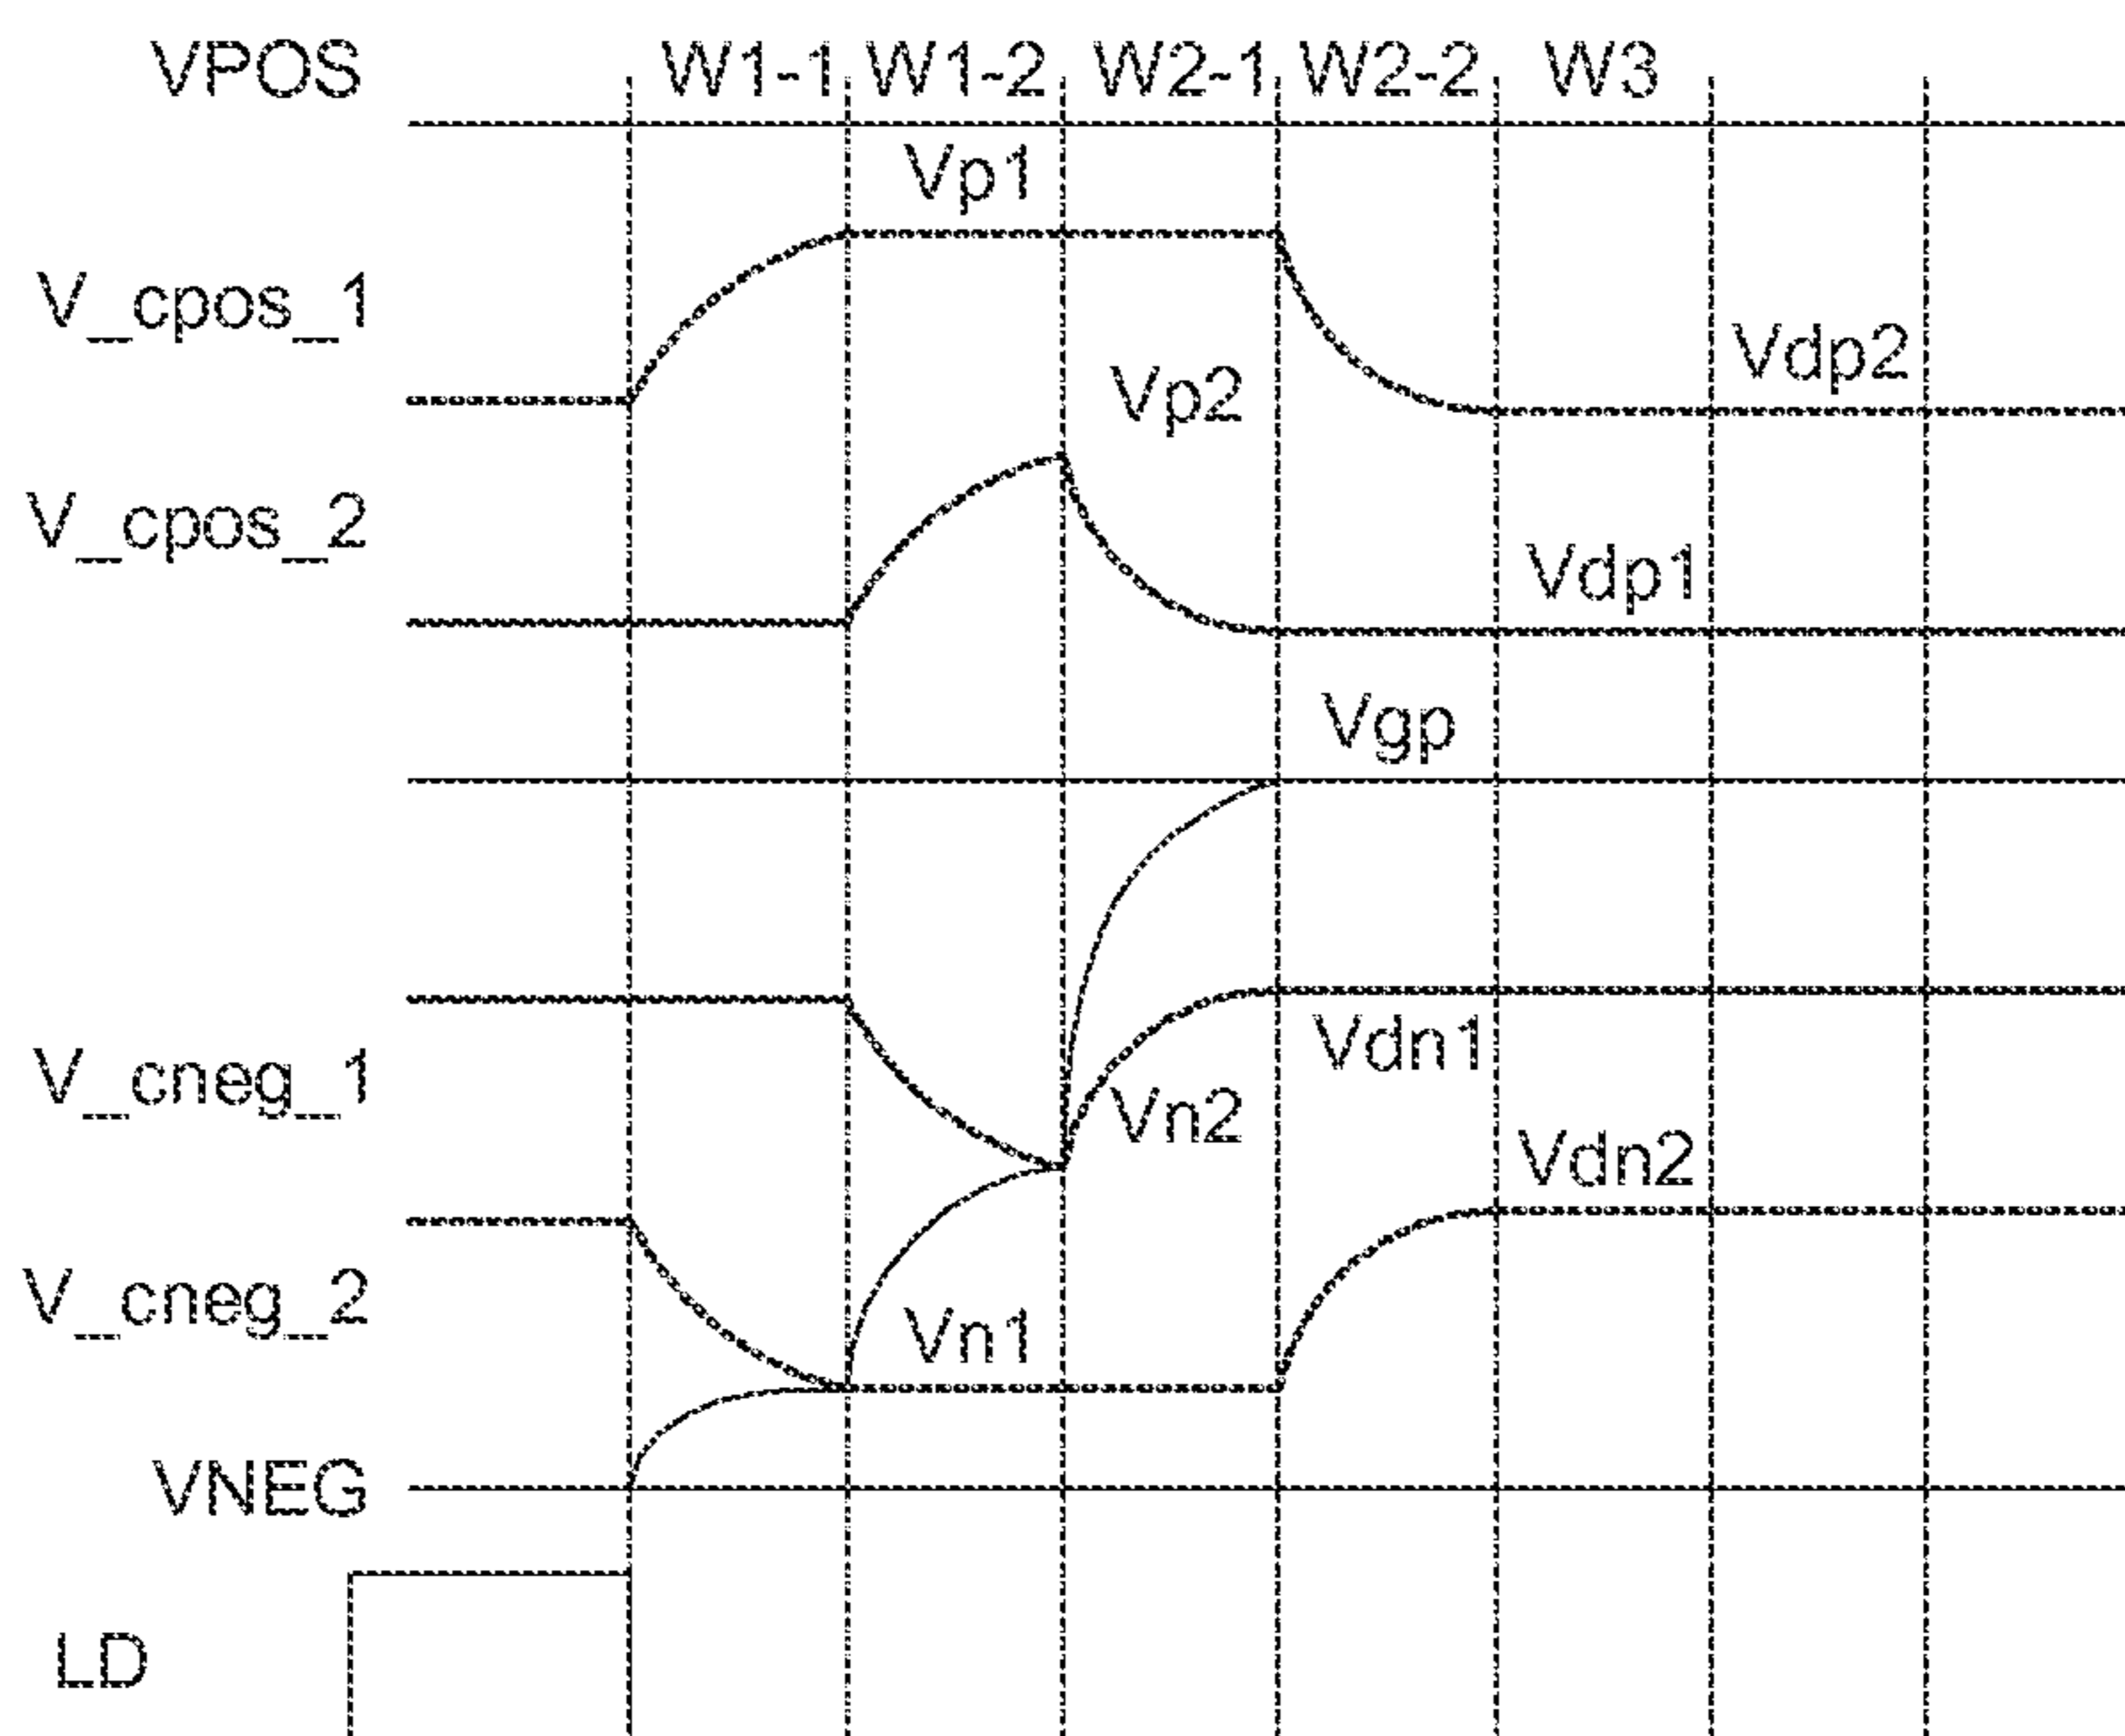 VPOS W1-1 W1-2 W2-1 W2-2 W3
Vp1
V_cpos_1
Vdp2
Vp2
V_cpos_2
Vdp1
Vgp
Vdn1
V_cneg_1
Vn2
Vdn2
V_cneg_2
Vn1
VNEG
LD